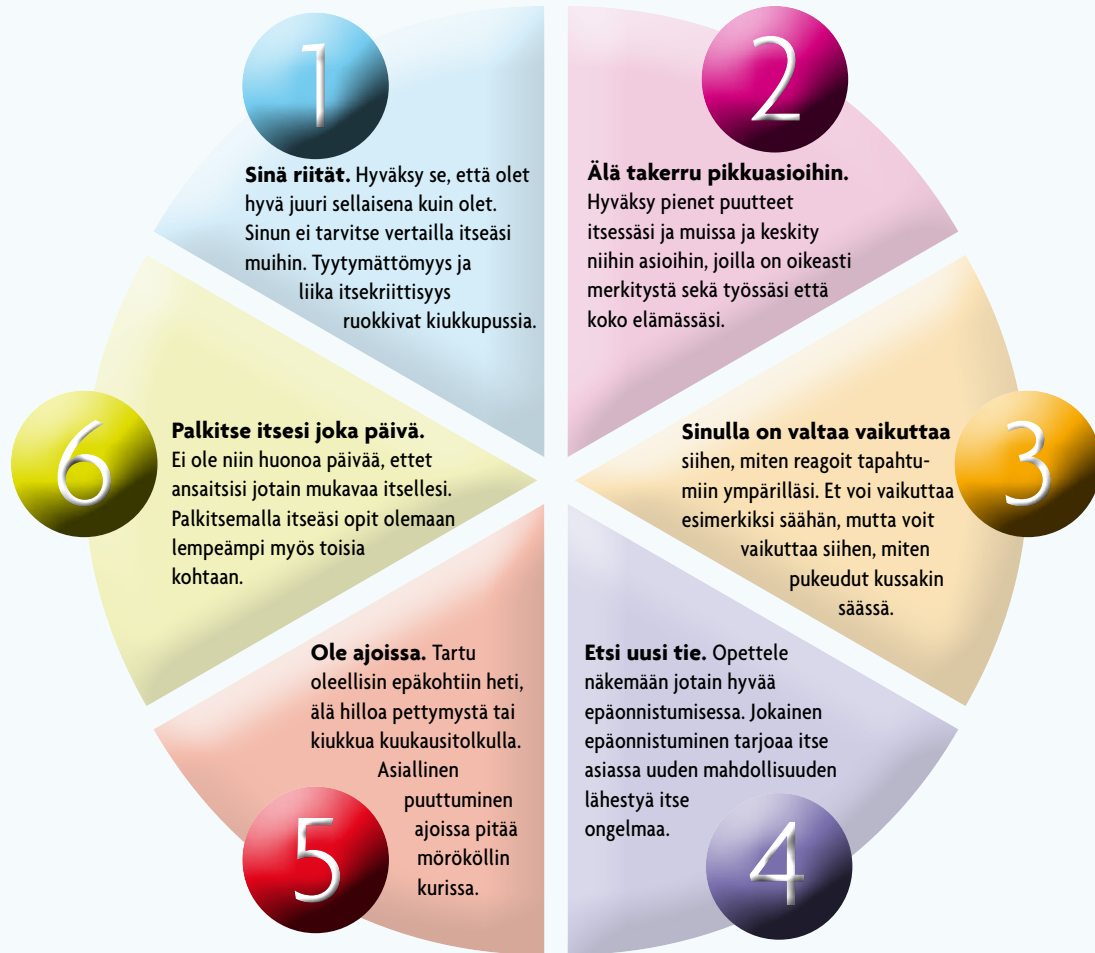 1
Sinä riität. Hyväksy se, että olet
hyvä juuri sellaisena kuin olet.
Sinun ei tarvitse vertailla itseäsi
muihin. Tyytymättömyys ja
liika itsekriittisyys
ruokkivat kiukkupussia.
2
Älä takerru pikkuasioihin.
Hyväksy pienet puutteet
itsessäsi ja muissa ja keskity
niihin asioihin, joilla on oikeasti
merkitystä sekä työssäsi että
koko elämässäsi.
3
Sinulla on valtaa vaikuttaa
siihen, miten reagoit tapahtu-
miin ympärilläsi. Et voi vaikuttaa
esimerkiksi säähän, mutta voit
vaikuttaa siihen, miten
pukeudut kussakin
säässä.
4
Etsi uusi tie. Opettele
näkemään jotain hyvää
epäonnistumisessa. Jokainen
epäonnistuminen tarjoaa itse
asiassa uuden mahdollisuuden
lähestyä itse
ongelmaa.
5
Ole ajoissa. Tartu
oleellisin epäkohtiin heti,
älä hilloa pettymystä tai
kiukkua kuukausitolkulla.
Asiallinen
puuttuminen
ajoissa pitää
mörököllin
kurissa.
6
Palkitse itsesi joka päivä.
Ei ole niin huonoa päivää, ettet
ansaitsisi jotain mukavaa itsellesi.
Palkitsemalla itseäsi opit olemaan
lempeämpi myös toisia
kohtaan.